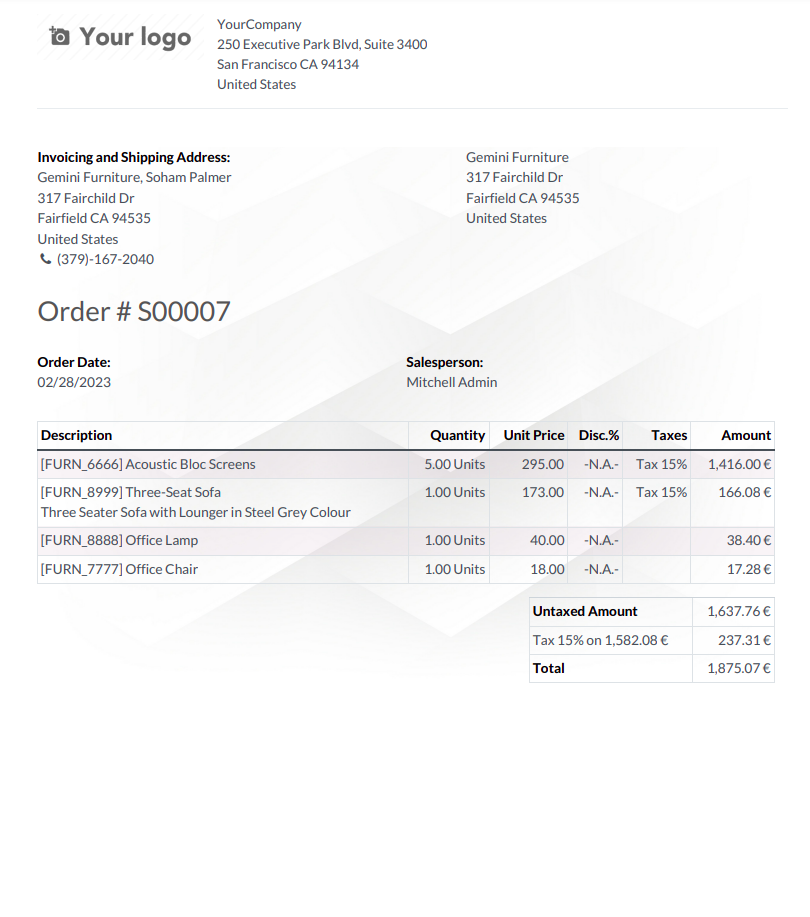 Your logo
YourCompany
250 Executive Park Blvd, Suite 3400
San Francisco CA 94134
United States
Invoicing and Shipping Address:
Gemini Furniture, Soham Palmer
317 Fairchild Dr
Fairfield CA 94535
United States
(379)-167-2040
Gemini Furniture
317 Fairchild Dr
Fairfield CA 94535
United States
Order # S00007
Order Date:
02/28/2023
Salesperson:
Mitchell Admin
Description Quantity Unit Price Disc.% Taxes Amount
[FURN_6666] Acoustic Bloc Screens 5.00 Units 295.00 -N.A.- Tax 15% 1,416.00 €
[FURN_8999] Three-Seat Sofa 1.00 Units 173.00 -N.A.- Tax 15% 166.08 €
Three Seater Sofa with Lounger in Steel Grey Colour
[FURN_8888] Office Lamp 1.00 Units 40.00 -N.A.- 38.40 €
[FURN_7777] Office Chair 1.00 Units 18.00 -N.A.- 17.28 €
Untaxed Amount 1,637.76 €
Tax 15% on 1,582.08 € 237.31 €
Total 1,875.07 €